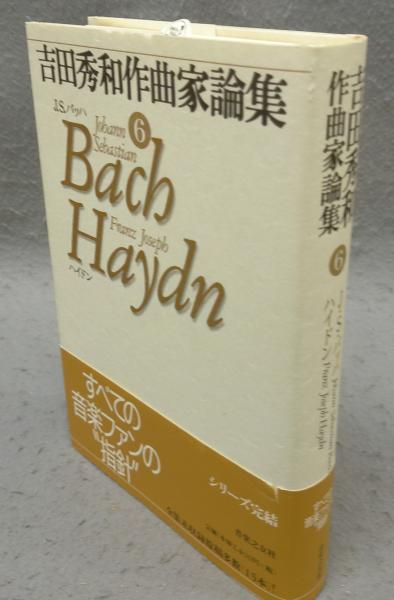 吉田秀和作曲家論集
6
J.S.バッハ
Johann
Sebastian
Bach
Franz Joseph
Haydn
ハイドン
すべての
音楽ファンの
"指針"
シリーズ完結
音楽之友社
吉田秀和
作曲家論集
6
ハイドン Franz Joseph Haydn